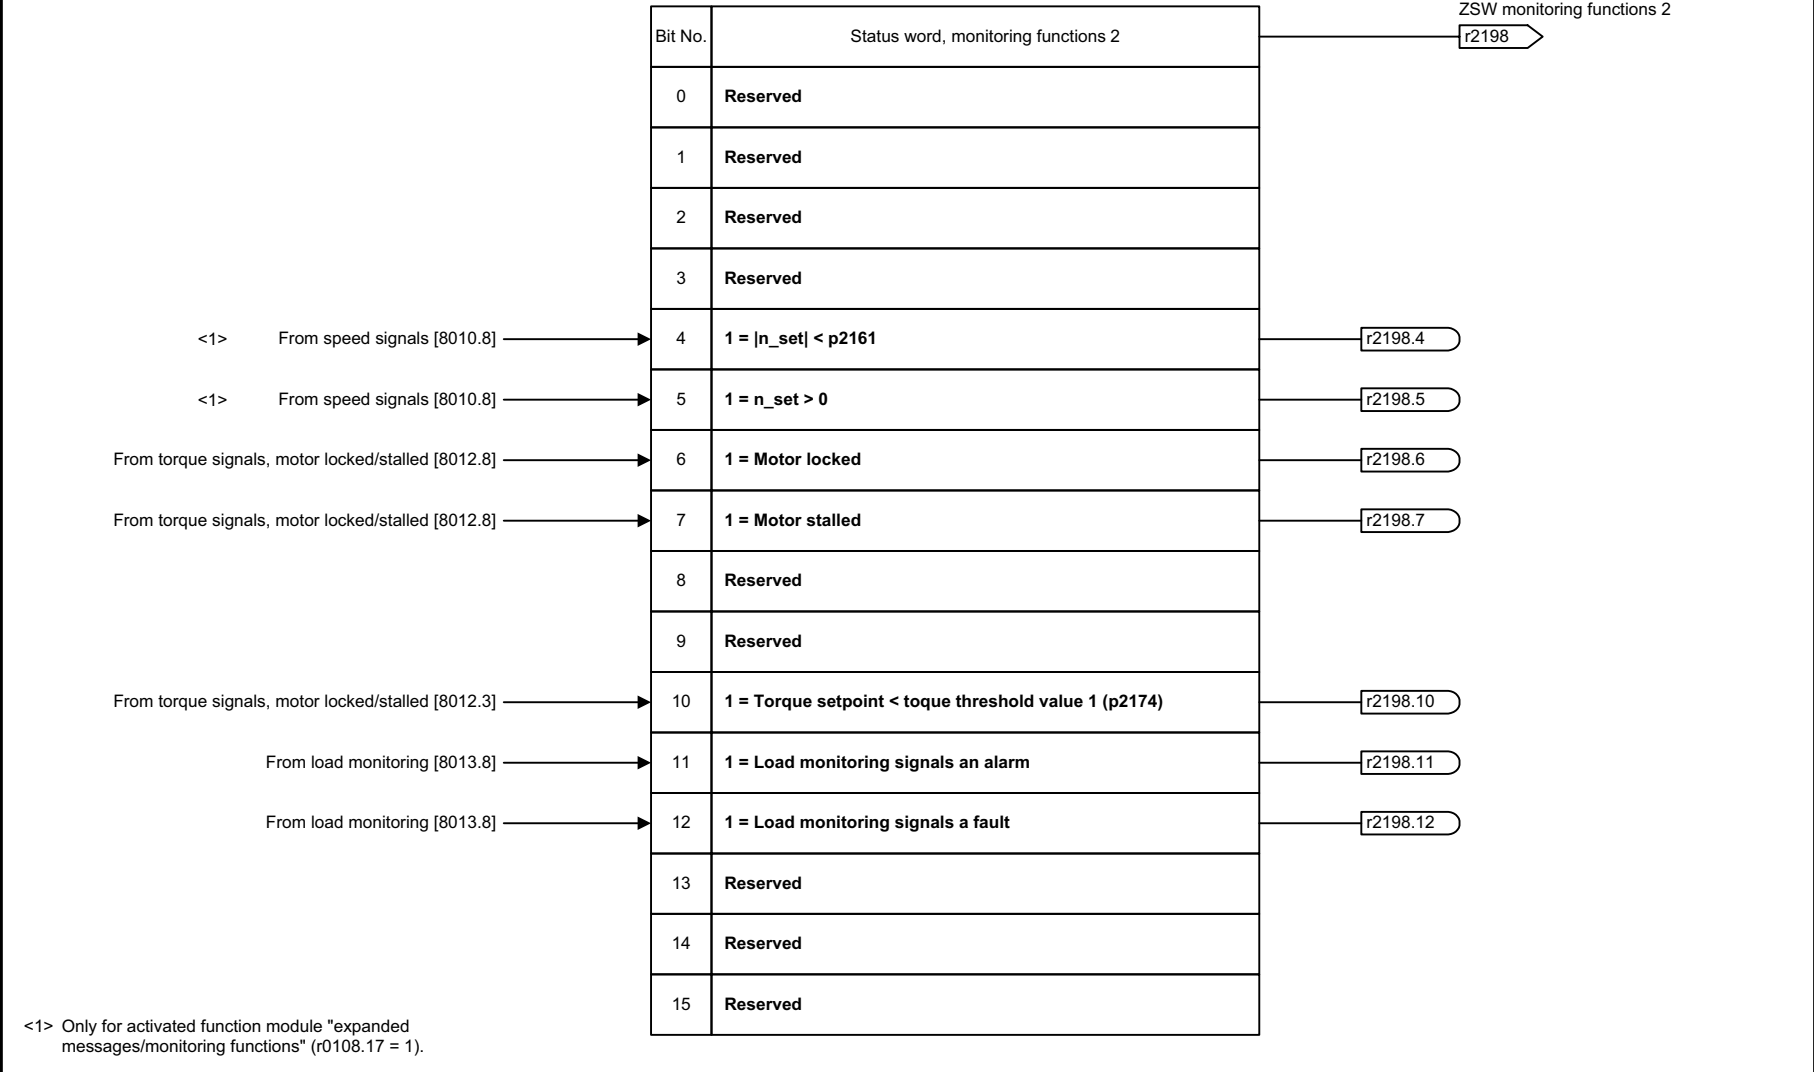 ZSW monitoring functions 2
Bit No. Status word, monitoring functions 2 r2198
0 Reserved
1 Reserved
2 Reserved
3 Reserved
<1> From speed signals [8010.8] 4 1 = |n_set| < p2161 r2198.4
<1> From speed signals [8010.8] 5 1 = n_set > 0 r2198.5
From torque signals, motor locked/stalled [8012.8] 6 1 = Motor locked r2198.6
From torque signals, motor locked/stalled [8012.8] 7 1 = Motor stalled r2198.7
8 Reserved
9 Reserved
From torque signals, motor locked/stalled [8012.3] 10 1 = Torque setpoint < toque threshold value 1 (p2174) r2198.10
From load monitoring [8013.8] 11 1 = Load monitoring signals an alarm r2198.11
From load monitoring [8013.8] 12 1 = Load monitoring signals a fault r2198.12
13 Reserved
14 Reserved
15 Reserved
<1> Only for activated function module "expanded
messages/monitoring functions" (r0108.17 = 1).